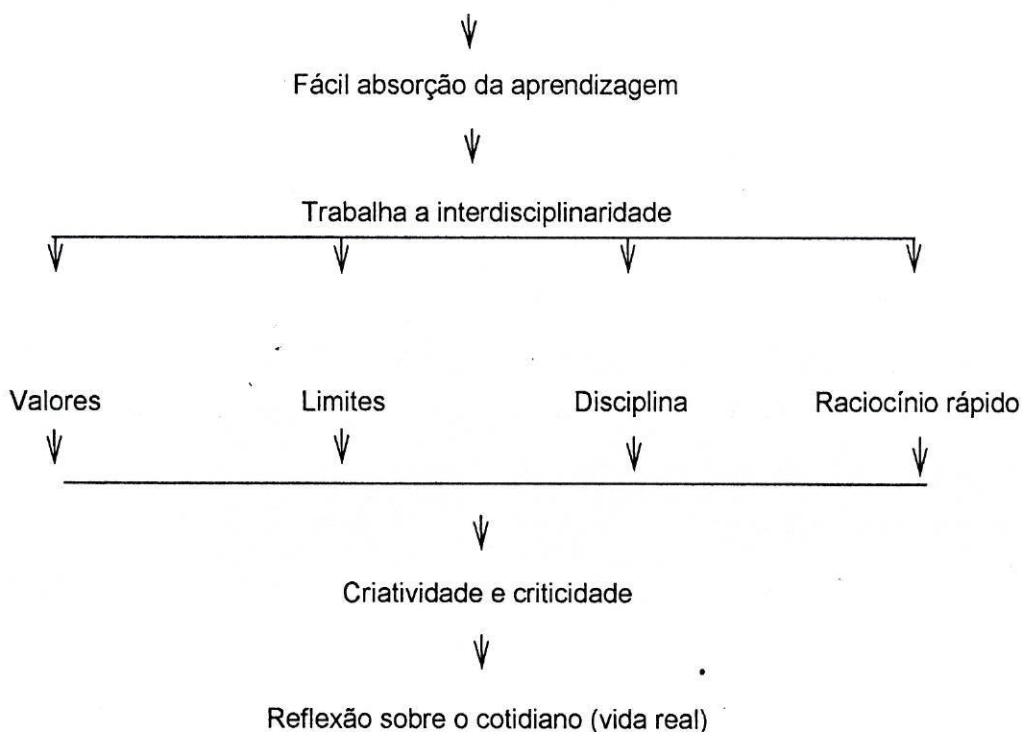 Fácil absorção da aprendizagem
Trabalha a interdisciplinaridade
Valores Limites Disciplina Raciocínio rápido
Criatividade e criticidade
Reflexão sobre o cotidiano (vida real)